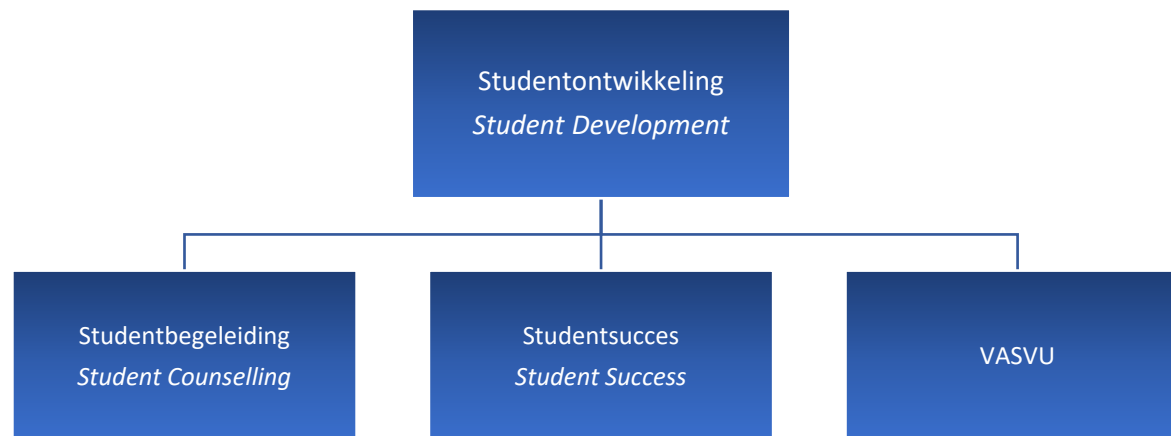 Studentontwikkeling
Student Development
Studentbegeleiding
Student Counselling
Studentsucces
Student Success
VASVU